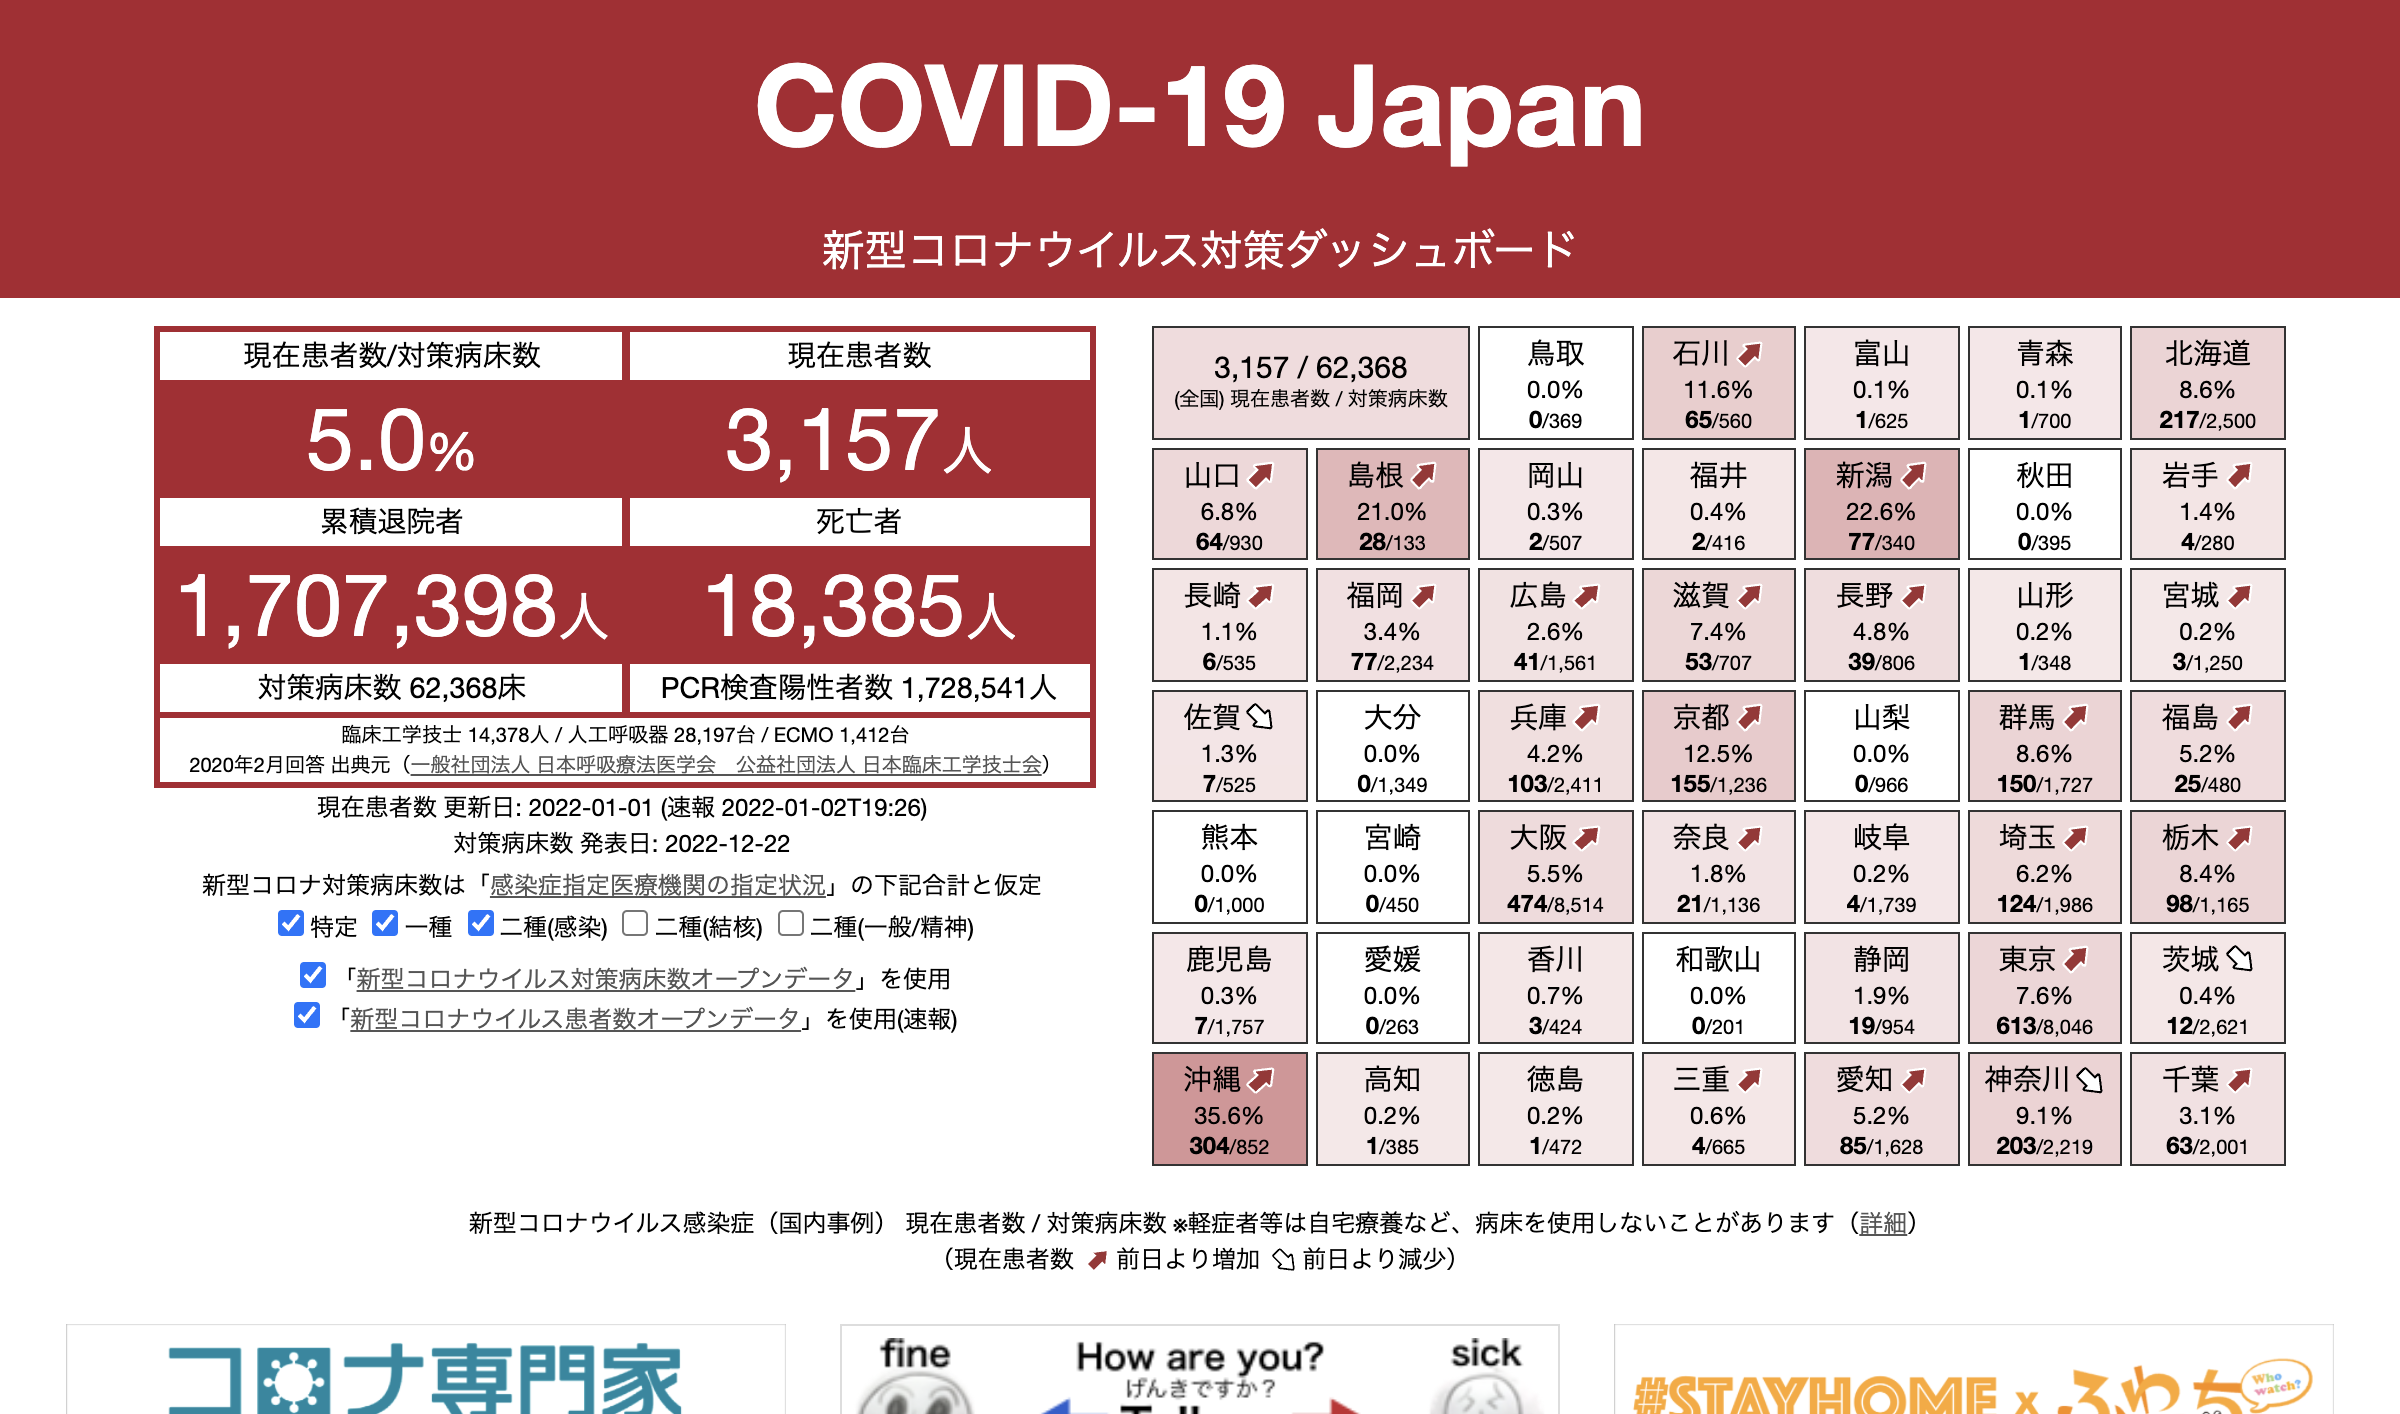 COVID-19 Japan
新型コロナウイルス対策ダッシュボード
現在患者数/対策病床数 現在患者数
5.0% 3,157人
累積退院者 死亡者
1,707,398人 18,385人
対策病床数 62,368床 PCR検査陽性者数 1,728,541人
臨床工学技士 14,378人 / 人工呼吸器 28,197台 / ECMO 1,412台
2020年2月回答 出典元（一般社団法人 日本呼吸療法医学会　公益社団法人 日本臨床工学技士会）
現在患者数 更新日: 2022-01-01 (速報 2022-01-02T19:26)
対策病床数 発表日: 2022-12-22
新型コロナ対策病床数は「感染症指定医療機関の指定状況」の下記合計と仮定
特定 一種 二種(感染) 二種(結核) 二種(一般/精神)
「新型コロナウイルス対策病床数オープンデータ」を使用
「新型コロナウイルス患者数オープンデータ」を使用(速報)
3,157 / 62,368
(全国) 現在患者数 / 対策病床数
鳥取 石川 富山 青森 北海道
0.0% 11.6% 0.1% 0.1% 8.6%
0/369 65/560 1/625 1/700 217/2,500
山口 島根 岡山 福井 新潟 秋田 岩手
6.8% 21.0% 0.3% 0.4% 22.6% 0.0% 1.4%
64/930 28/133 2/507 2/416 77/340 0/395 4/280
長崎 福岡 広島 滋賀 長野 山形 宮城
1.1% 3.4% 2.6% 7.4% 4.8% 0.2% 0.2%
6/535 77/2,234 41/1,561 53/707 39/806 1/348 3/1,250
佐賀 大分 兵庫 京都 山梨 群馬 福島
1.3% 0.0% 4.2% 12.5% 0.0% 8.6% 5.2%
7/525 0/1,349 103/2,411 155/1,236 0/966 150/1,727 25/480
熊本 宮崎 大阪 奈良 岐阜 埼玉 栃木
0.0% 0.0% 5.5% 1.8% 0.2% 6.2% 8.4%
0/1,000 0/450 474/8,514 21/1,136 4/1,739 124/1,986 98/1,165
鹿児島 愛媛 香川 和歌山 静岡 東京 茨城
0.3% 0.0% 0.7% 0.0% 1.9% 7.6% 0.4%
7/1,757 0/263 3/424 0/201 19/954 613/8,046 12/2,621
沖縄 高知 徳島 三重 愛知 神奈川 千葉
35.6% 0.2% 0.2% 0.6% 5.2% 9.1% 3.1%
304/852 1/385 1/472 4/665 85/1,628 203/2,219 63/2,001
新型コロナウイルス感染症（国内事例） 現在患者数 / 対策病床数 ※軽症者等は自宅療養など、病床を使用しないことがあります（詳細）
（現在患者数 前日より増加 前日より減少）
コロナ専門家
fine How are you? sick
げんきですか？
#STAYHOME x ふわっち
Who watch?